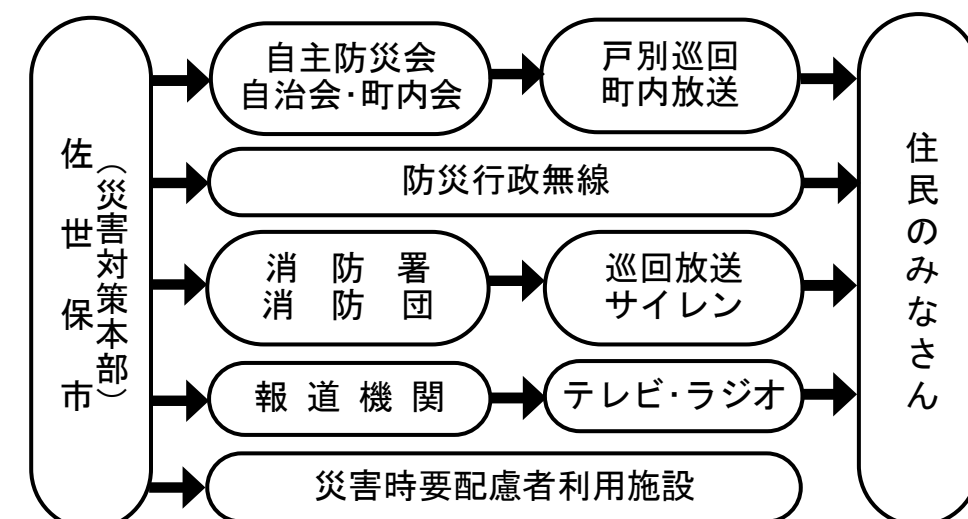 佐世保市
（災害対策本部）
自主防災会
自治会・町内会
戸別巡回
町内放送
防災行政無線
消防署
消防団
巡回放送
サイレン
報道機関
テレビ・ラジオ
災害時要配慮者利用施設
住民のみなさん